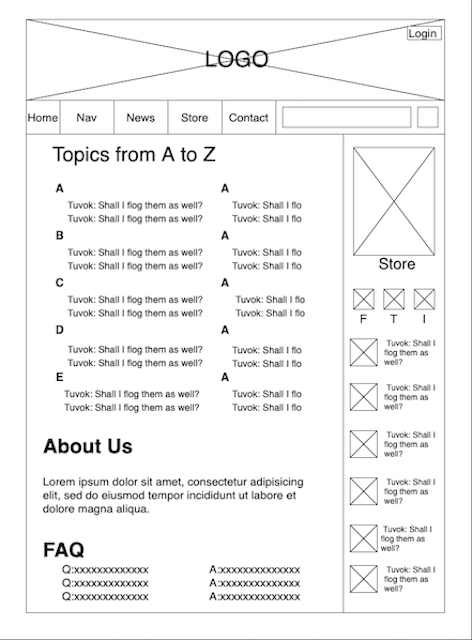 Login
LOGO
Home Nav News Store Contact
Topics from A to Z
A A
Tuvok: Shall I flog them as well? Tuvok: Shall I flo
Tuvok: Shall I flog them as well? Tuvok: Shall I flo
B A
Tuvok: Shall I flog them as well? Tuvok: Shall I flo
Tuvok: Shall I flog them as well? Tuvok: Shall I flo
C A
Tuvok: Shall I flog them as well? Tuvok: Shall I flo
Tuvok: Shall I flog them as well? Tuvok: Shall I flo
D A
Tuvok: Shall I flog them as well? Tuvok: Shall I flo
Tuvok: Shall I flog them as well? Tuvok: Shall I flo
E A
Tuvok: Shall I flog them as well? Tuvok: Shall I flo
Tuvok: Shall I flog them as well? Tuvok: Shall I flo
About Us
Lorem ipsum dolor sit amet, consectetur adipisicing
elit, sed do eiusmod tempor incididunt ut labore et
dolore magna aliqua.
FAQ
Q:xxxxxxxxxxxxx A:xxxxxxxxxxxxxx
Q:xxxxxxxxxxxxx A:xxxxxxxxxxxxxx
Q:xxxxxxxxxxxxx A:xxxxxxxxxxxxxx
Store
F T I
Tuvok: Shall I
flog them as
well?
Tuvok: Shall I
flog them as
well?
Tuvok: Shall I
flog them as
well?
Tuvok: Shall I
flog them as
well?
Tuvok: Shall I
flog them as
well?
Tuvok: Shall I
flog them as
well?